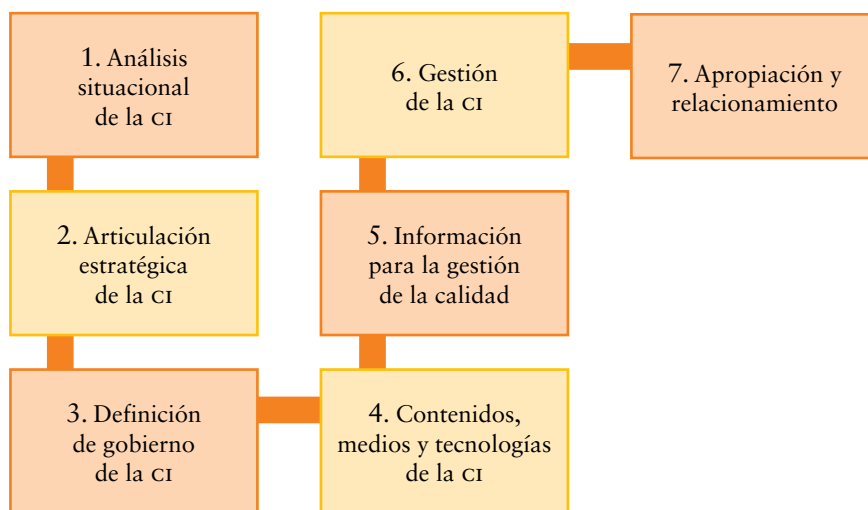 1. Análisis
situacional
de la CI
2. Articulación
estratégica
de la CI
3. Definición
de gobierno
de la CI
4. Contenidos,
medios y tecnologías
de la CI
5. Información
para la gestión
de la calidad
6. Gestión
de la CI
7. Apropiación y
relacionamiento